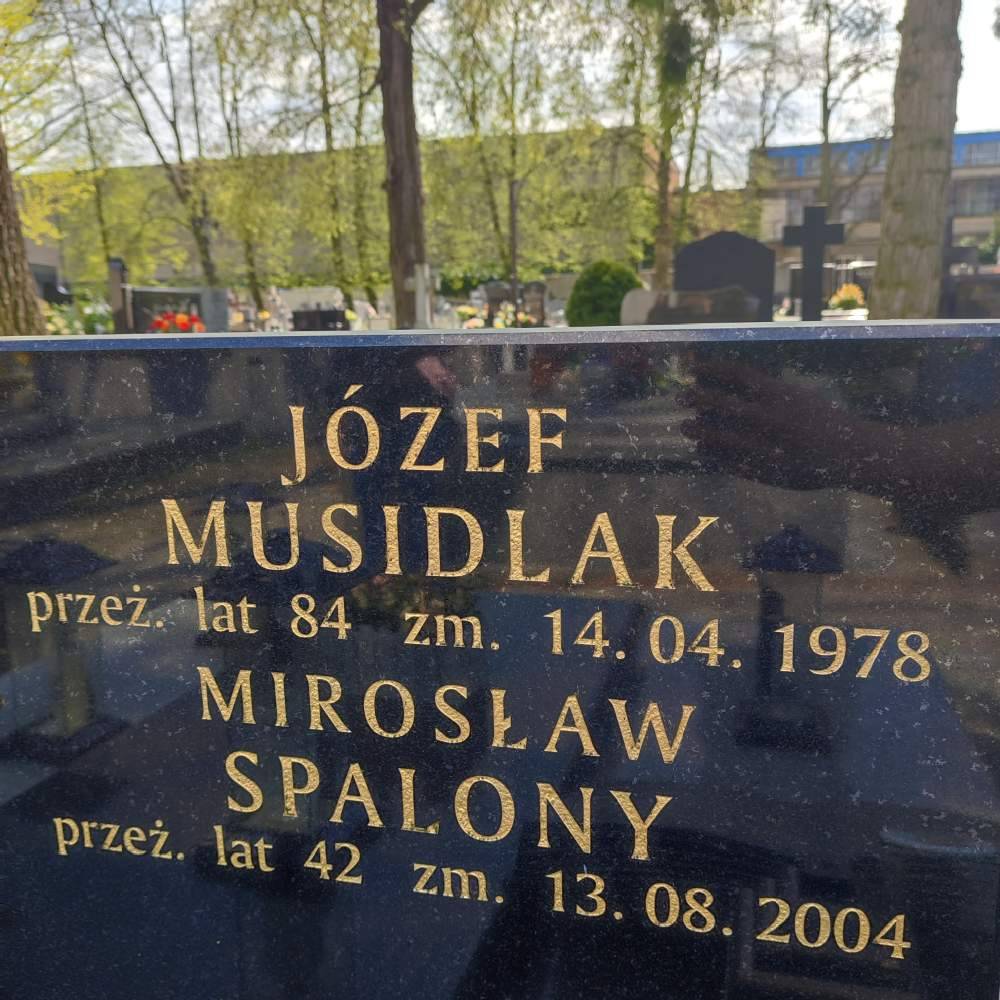 JÓZEF
MUSIDLAK
przeż. lat 84 zm. 14. 04. 1978
MIROSŁAW
SPALONY
przeż. lat 42 zm. 13. 08. 2004